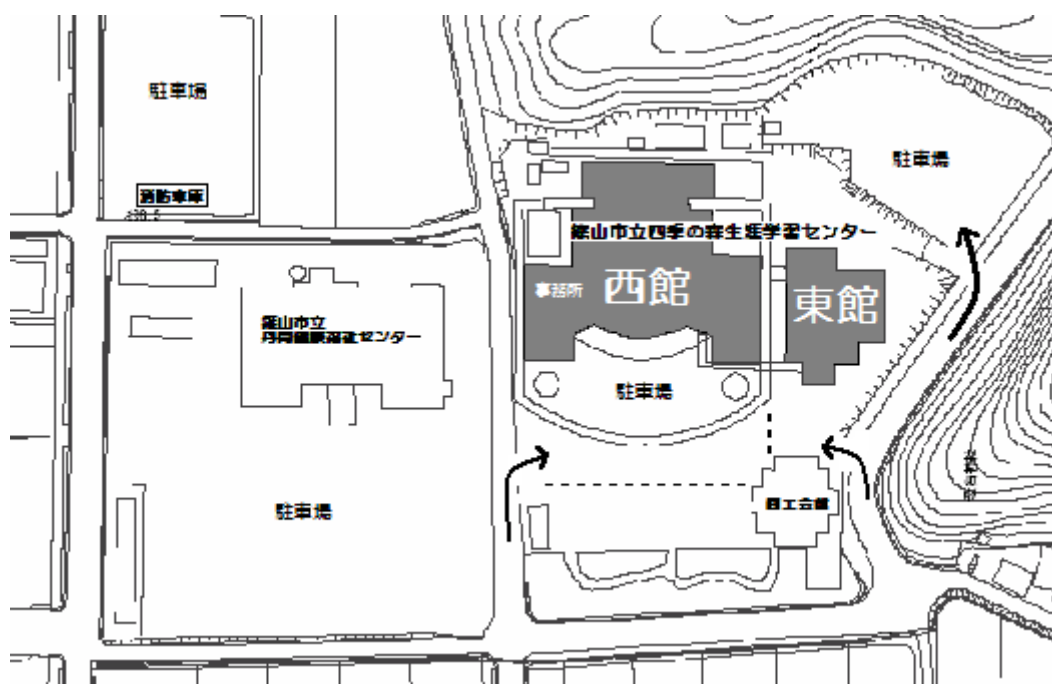 駐車場
消防車庫
駐車場
篠山市立四季の森生涯学習センター
事務所
西館
東館
篠山市立
丹南健康福祉センター
駐車場
駐車場
商工会館